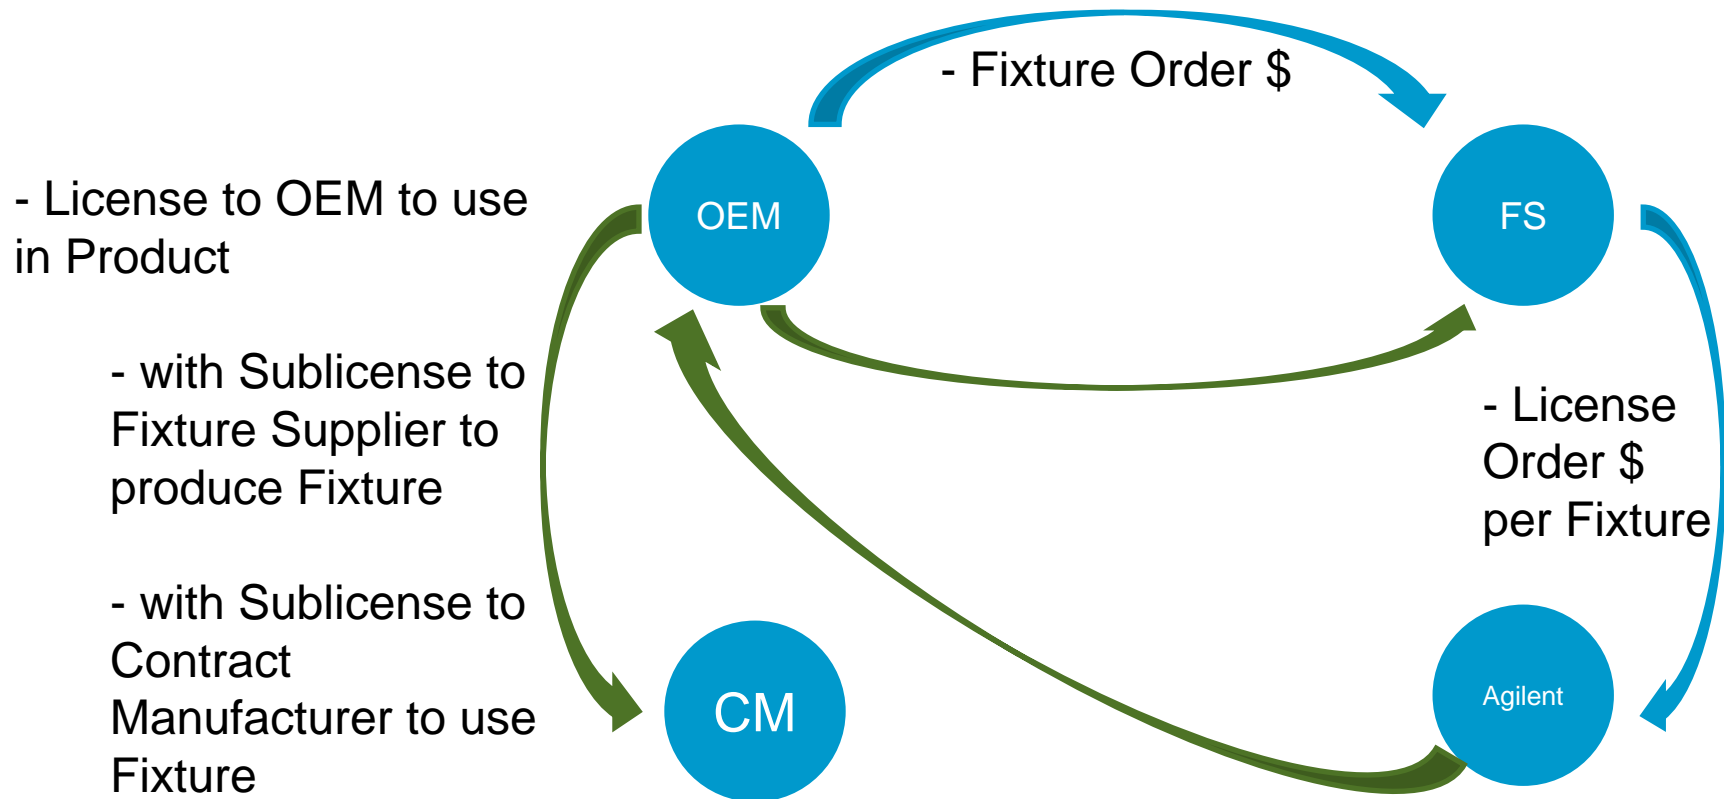 - Fixture Order $
OEM
FS
- License to OEM to use
in Product
- with Sublicense to
Fixture Supplier to
produce Fixture
- License
Order $
per Fixture
- with Sublicense to
Contract
Manufacturer to use
Fixture
CM
Agilent